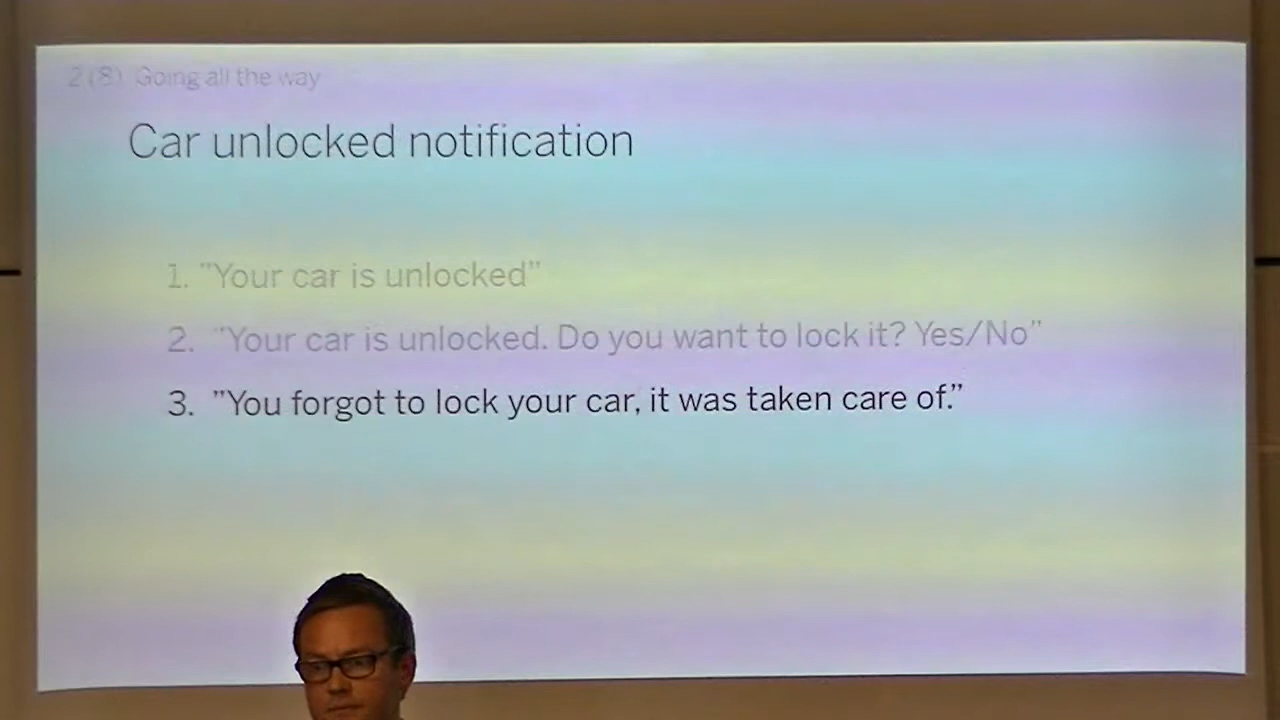 2 (8) Going all the way
Car unlocked notification
1. ”Your car is unlocked”
2. ”Your car is unlocked. Do you want to lock it? Yes/No”
3. ”You forgot to lock your car, it was taken care of.”